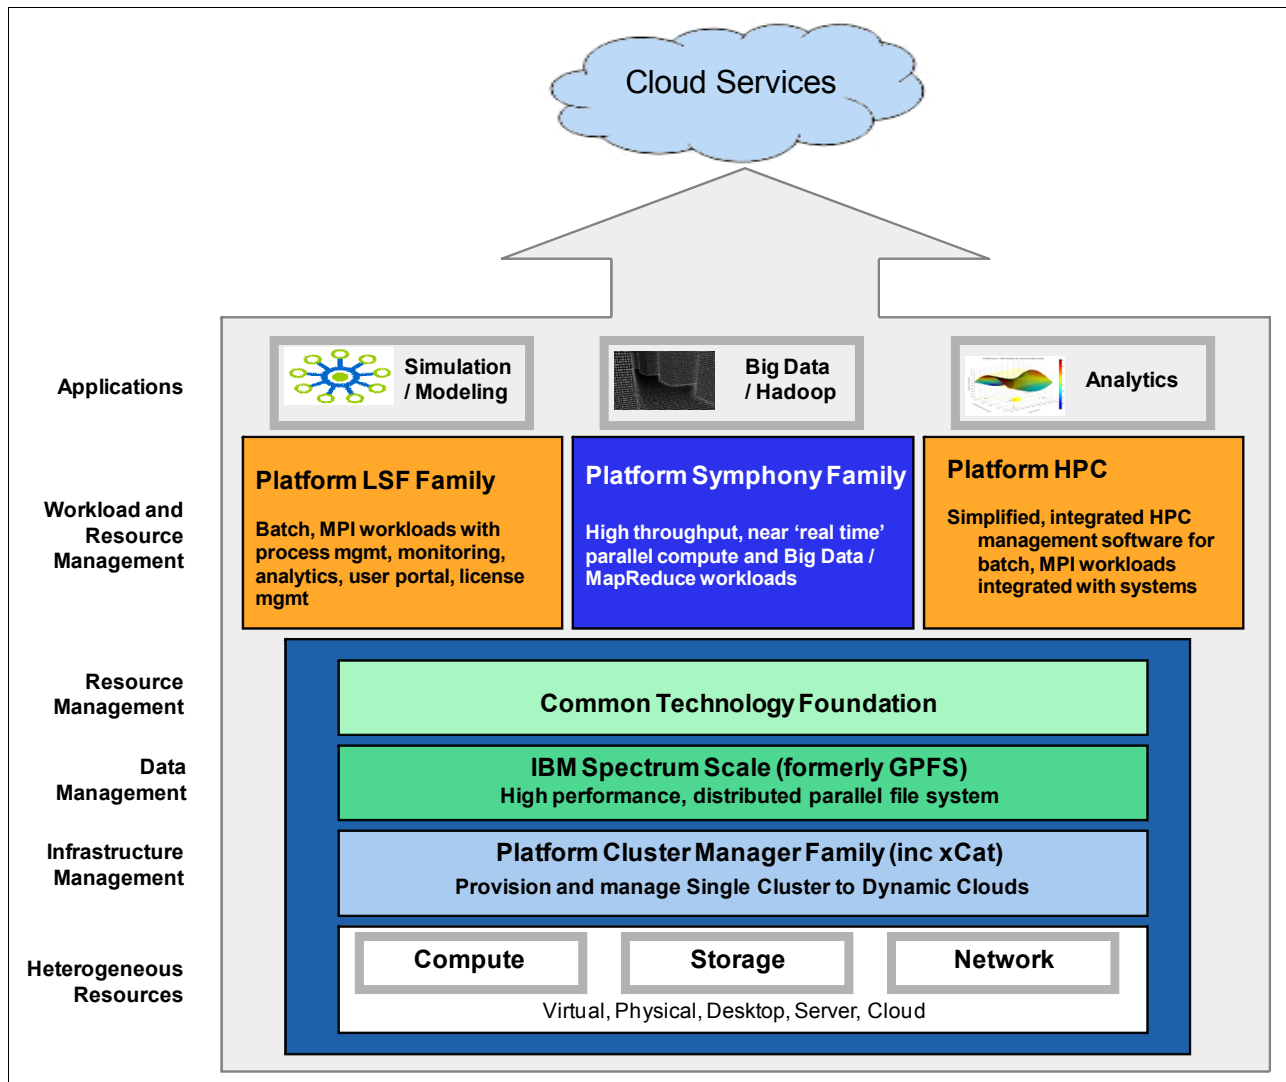 Cloud Services
Applications
Simulation
/ Modeling
Big Data
/ Hadoop
Analytics
Workload and
Resource
Management
Platform LSF Family
Batch, MPI workloads with
process mgmt, monitoring,
analytics, user portal, license
mgmt
Platform Symphony Family
High throughput, near ‘real time’
parallel compute and Big Data /
MapReduce workloads
Platform HPC
Simplified, integrated HPC
management software for
batch, MPI workloads
integrated with systems
Resource
Management
Common Technology Foundation
Data
Management
IBM Spectrum Scale (formerly GPFS)
High performance, distributed parallel file system
Infrastructure
Management
Platform Cluster Manager Family (inc xCat)
Provision and manage Single Cluster to Dynamic Clouds
Heterogeneous
Resources
Compute
Storage
Network
Virtual, Physical, Desktop, Server, Cloud